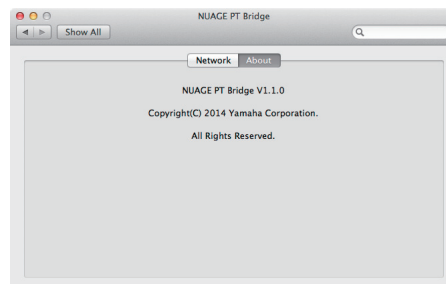 NUAGE PT Bridge
Show All
Network About
NUAGE PT Bridge V1.1.0
Copyright(C) 2014 Yamaha Corporation.
All Rights Reserved.